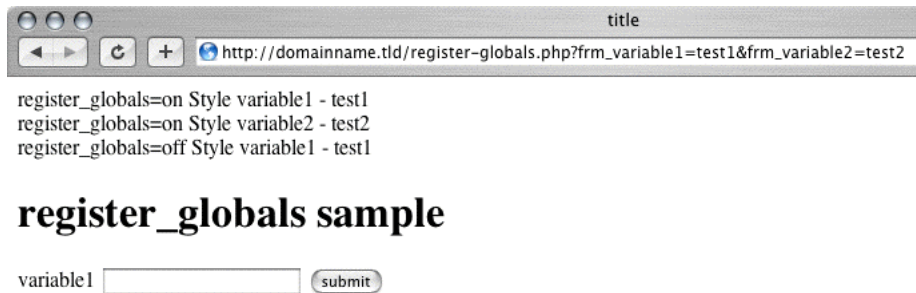 title
http://domainname.tld/register-globals.php?frm_variable1=test1&frm_variable2=test2
register_globals=on Style variable1 - test1
register_globals=on Style variable2 - test2
register_globals=off Style variable1 - test1
register_globals sample
variable1 submit